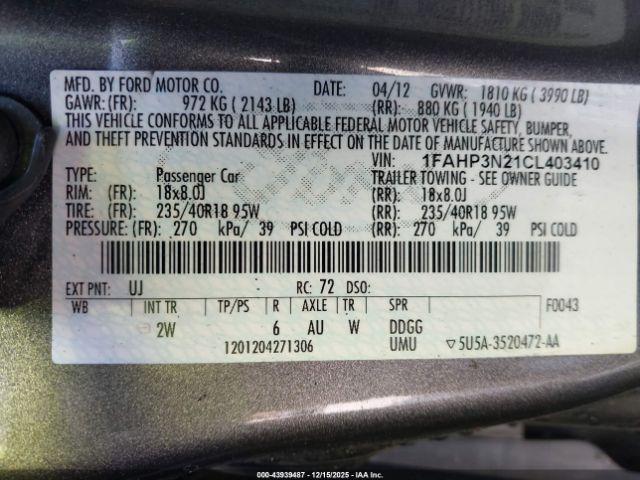 MFD. BY FORD MOTOR CO. DATE: 04/12 GVWR: 1810 KG ( 3990 LB)
GAWR: (FR): 972 KG ( 2143 LB) (RR): 880 KG ( 1940 LB)
THIS VEHICLE CONFORMS TO ALL APPLICABLE FEDERAL MOTOR VEHICLE SAFETY, BUMPER,
AND THEFT PREVENTION STANDARDS IN EFFECT ON THE DATE OF MANUFACTURE SHOWN ABOVE.
VIN: 1FAHP3N21CL403410
TYPE: Passenger Car TRAILER TOWING - SEE OWNER GUIDE
RIM: (FR) 18x8.0J (RR): 18x8.0J
TIRE: (FR) 235/40R18 95W (RR): 235/40R18 95W
PRESSURE: (FR) 270 kPa/ 39 PSI COLD (RR): 270 kPa/ 39 PSI COLD
EXT PNT: UJ RC: 72 DSO:
WB INT TR TP/PS R AXLE TR SPR F0043
2W 6 AU W DDGG
1201204271306 UMU ▽5U5A-3520472-AA
000-43939487 - 12/15/2025 - IAAI, Inc.